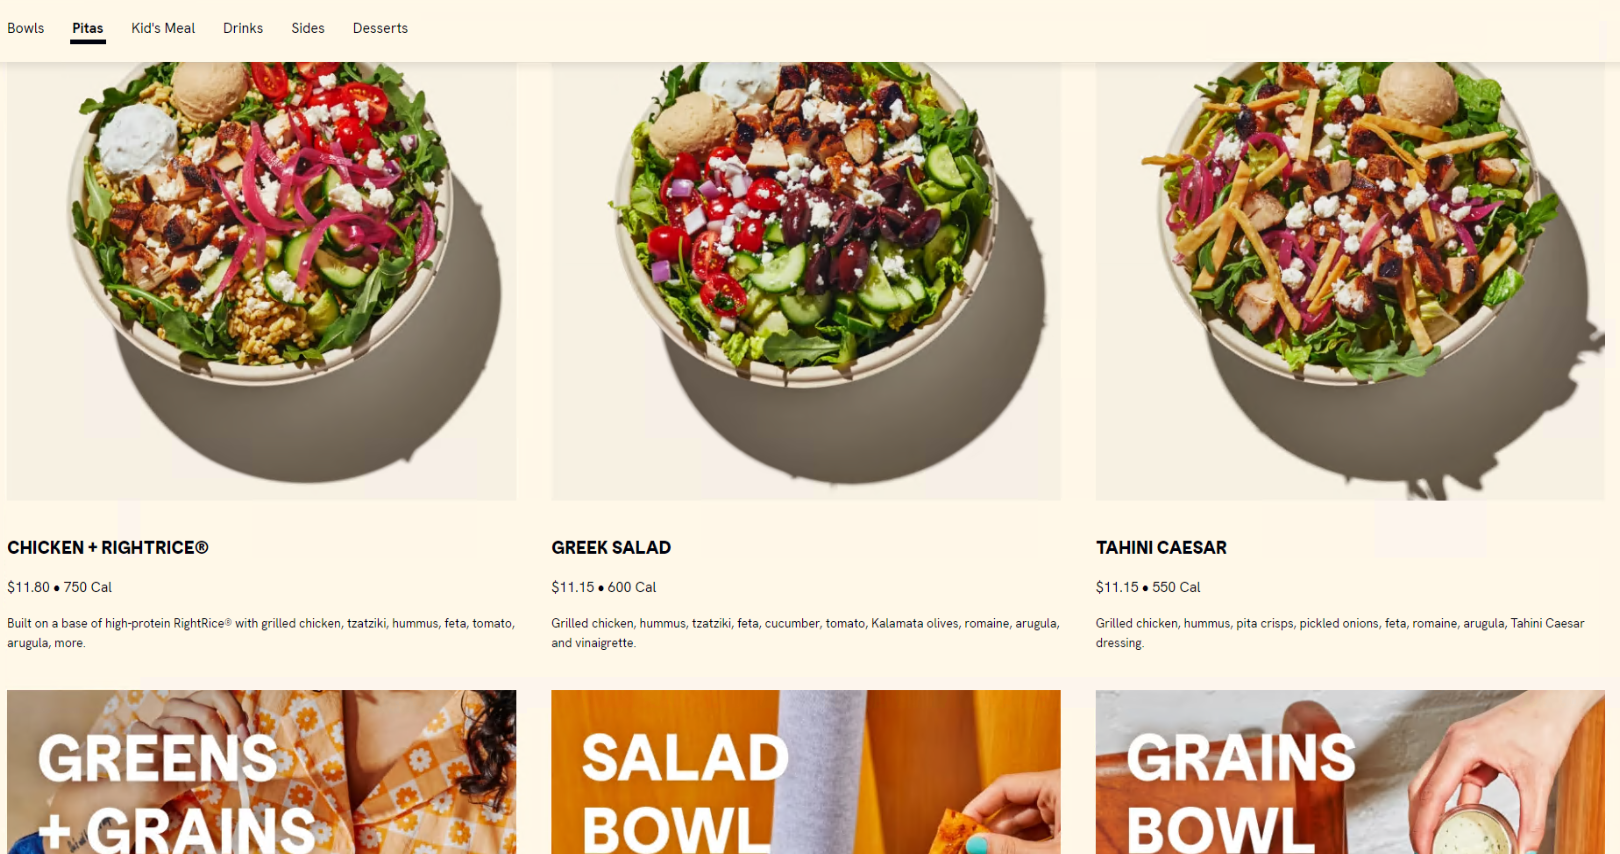 Bowls
Pitas
Kid's Meal
Drinks
Sides
Desserts
CHICKEN + RIGHTRICE®
$11.80 • 750 Cal
Built on a base of high-protein RightRice® with grilled chicken, tzatziki, hummus, feta, tomato,
arugula, more.
GREEK SALAD
$11.15 • 600 Cal
Grilled chicken, hummus, tzatziki, feta, cucumber, tomato, Kalamata olives, romaine, arugula,
and vinaigrette.
TAHINI CAESAR
$11.15 • 550 Cal
Grilled chicken, hummus, pita crisps, pickled onions, feta, romaine, arugula, Tahini Caesar
dressing.
GREENS
+ GRAINS
SALAD
BOWL
GRAINS
BOWL